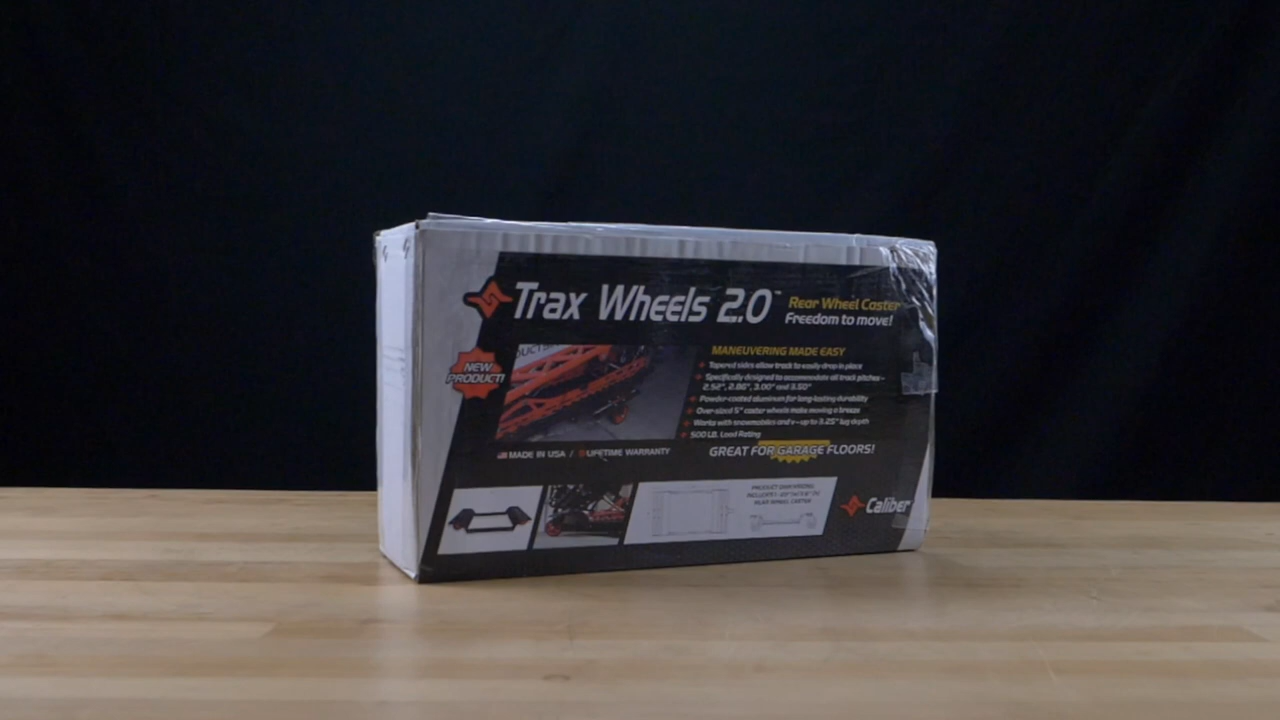 Trax Wheels 2.0™
Rear Wheel Caster
Freedom to move!
NEW
PRODUCT!
MANEUVERING MADE EASY
Tapered sides allow track to easily drop in place
Specifically designed to accommodate all track pitches -
2.52", 2.86", 3.00" and 3.50"
Powder-coated aluminum for long-lasting durability
Over-sized 5" caster wheels make moving a breeze
Works with snowmobiles and up to 3.25" lug depth
500 LB. Load Rating
MADE IN USA / LIFETIME WARRANTY
GREAT FOR GARAGE FLOORS!
PRODUCT
REAR WHEEL CASTER
Caliber